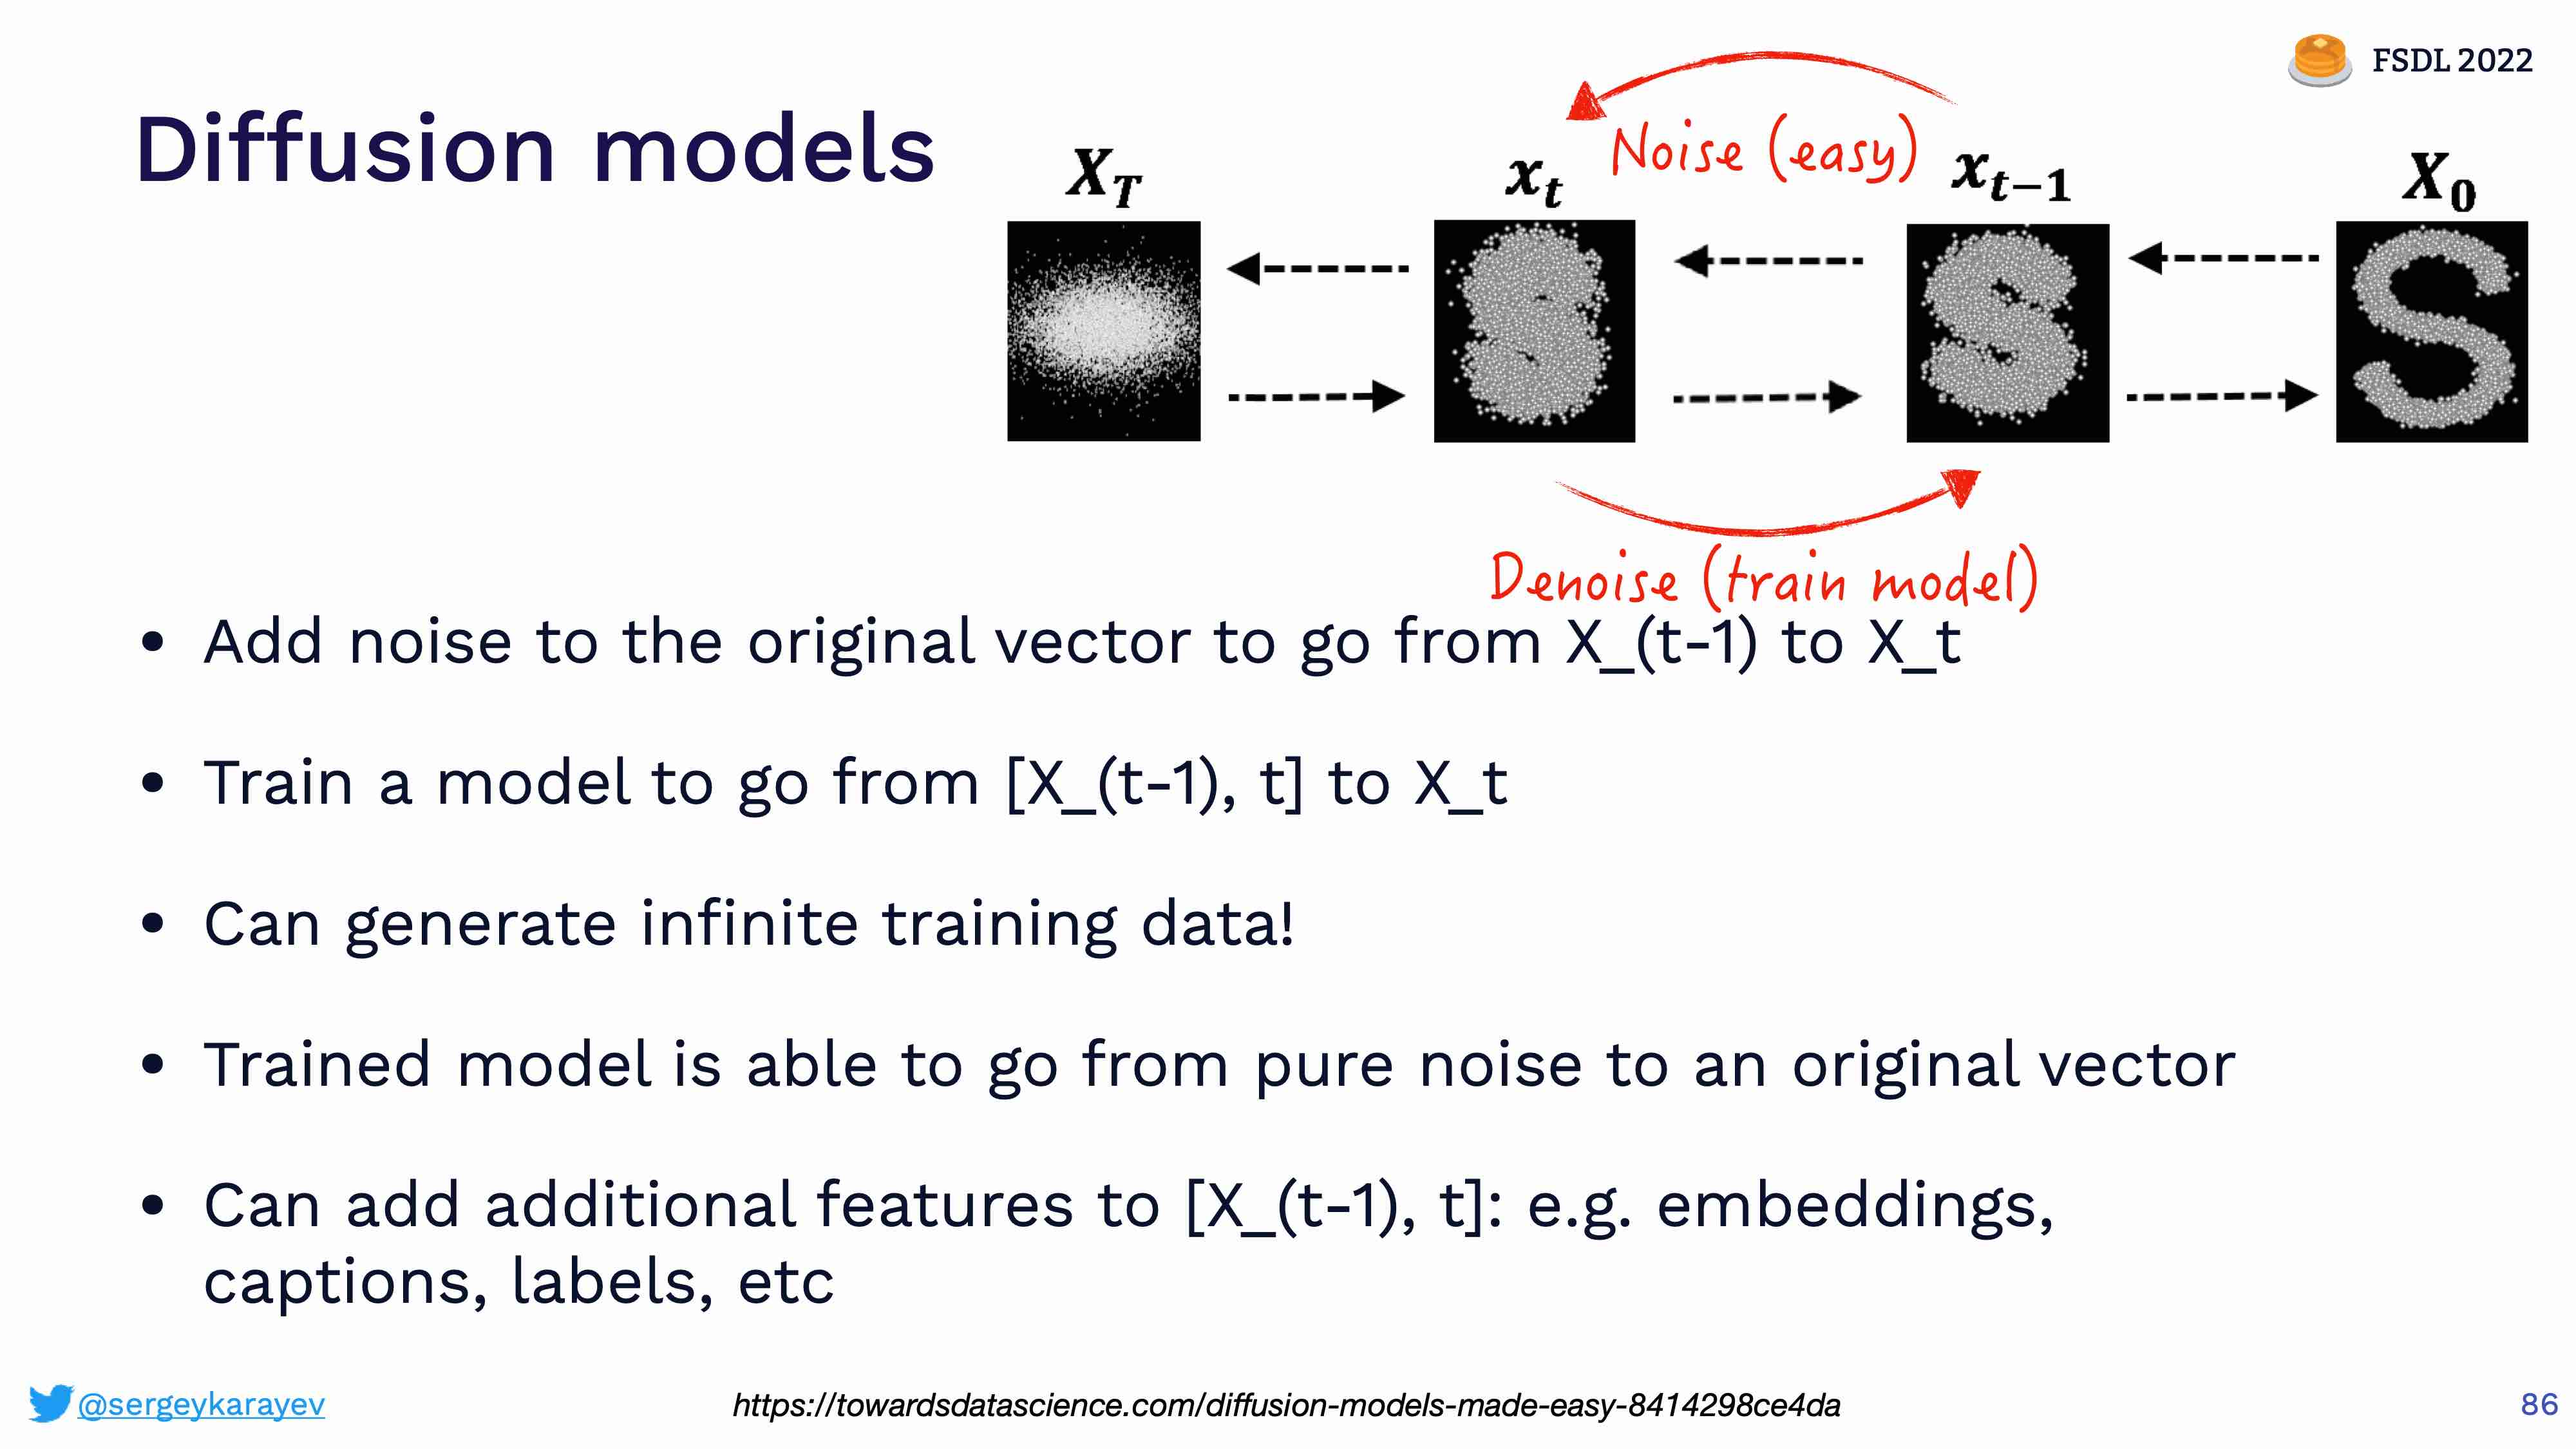 FSDL 2022
Diffusion models
Noise (easy)
X_T
x_t
x_{t-1}
X_0
Denoise (train model)
• Add noise to the original vector to go from X_(t-1) to X_t
• Train a model to go from [X_(t-1), t] to X_t
• Can generate infinite training data!
• Trained model is able to go from pure noise to an original vector
• Can add additional features to [X_(t-1), t]: e.g. embeddings,
captions, labels, etc
@sergeykarayev
https://towardsdatascience.com/diffusion-models-made-easy-8414298ce4da
86